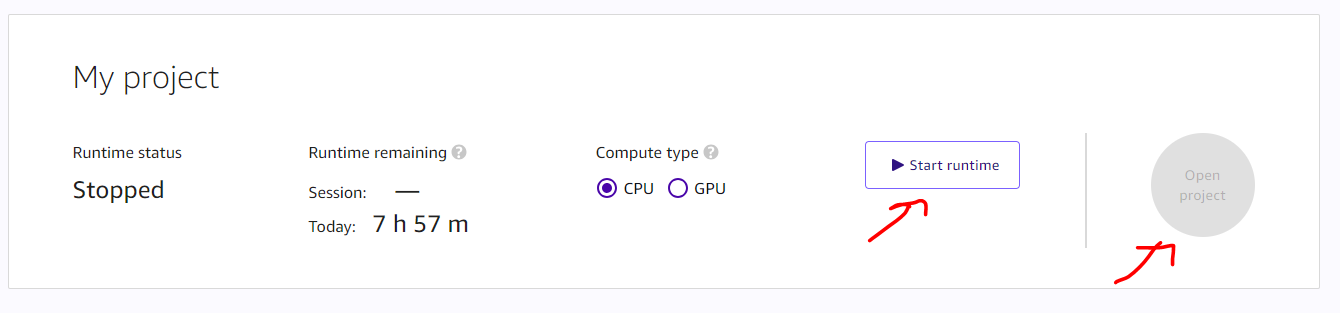 My project
Runtime status
Stopped
Runtime remaining ?
Session: —
Today: 7 h 57 m
Compute type ?
CPU GPU
Start runtime
Open
project